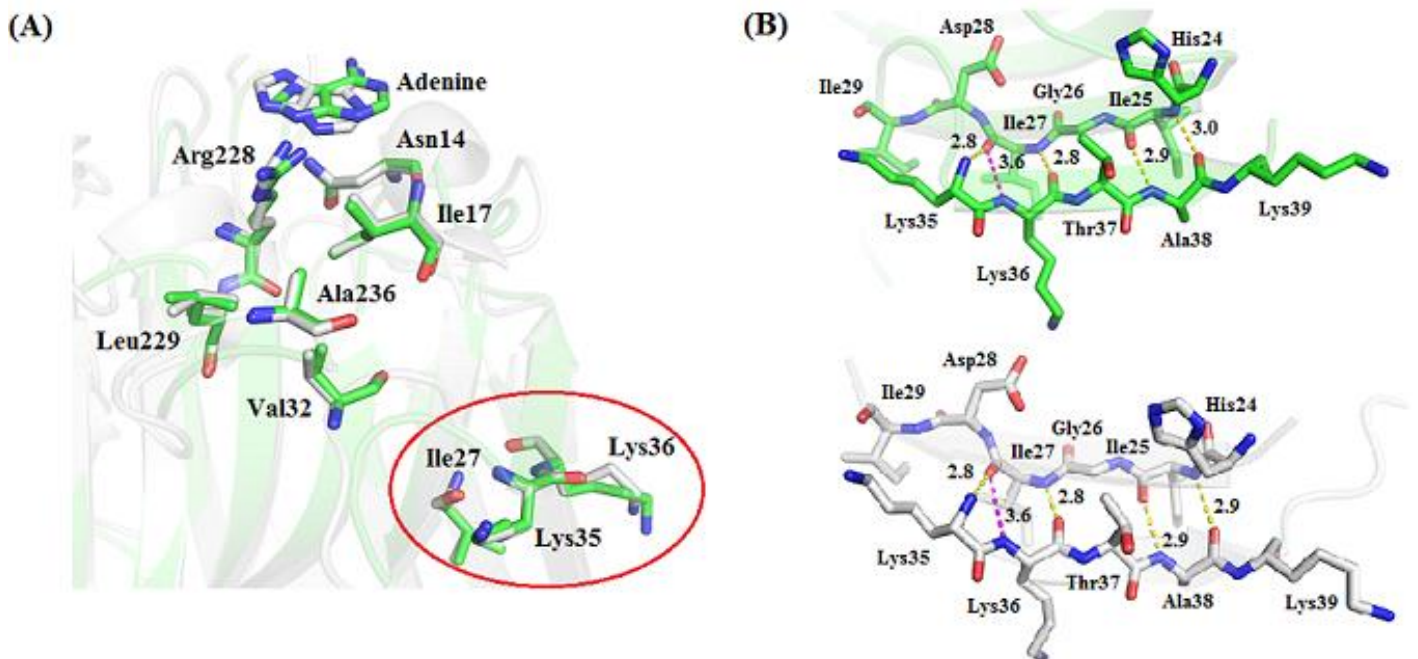 (A)
Adenine
Asn14
Arg228
Ile17
Ala236
Leu229
Val32
Lys36
Ile27
Lys35
(B)
Asp28
His24
Ile29
Gly26
Ile25
Ile27
3.0
2.8
3.6
2.8
2.9
Lys35
Thr37
Lys39
Ala38
Lys36
Asp28
Ile29
His24
Gly26
Ile27
Ile25
2.8
2.8
2.9
3.6
2.9
Lys35
Thr37
Lys36
Ala38
Lys39